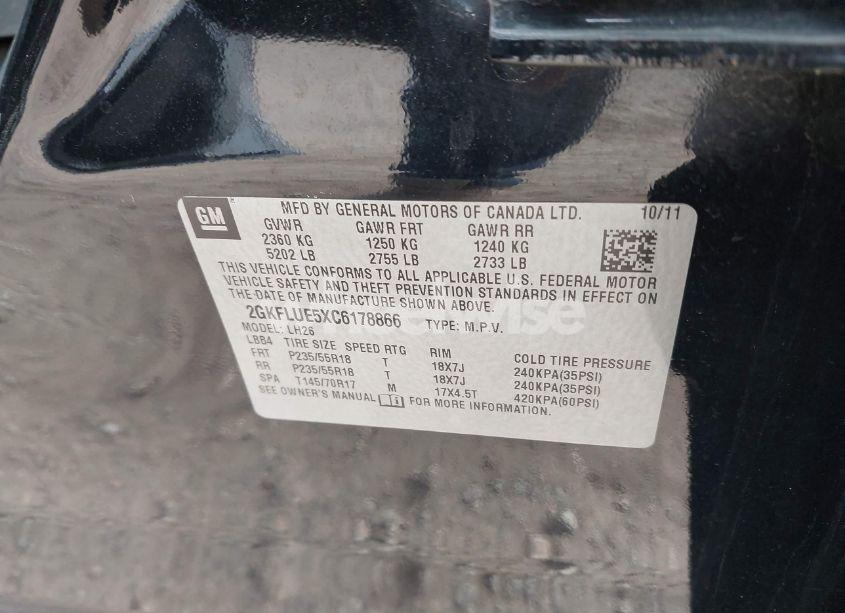 GM
MFD BY GENERAL MOTORS OF CANADA LTD. 10/11
GVWR GAWR FRT GAWR RR
2360 KG 1250 KG 1240 KG
5202 LB 2755 LB 2733 LB
THIS VEHICLE CONFORMS TO ALL APPLICABLE U.S. FEDERAL MOTOR
VEHICLE SAFETY AND THEFT PREVENTION STANDARDS IN EFFECT ON
THE DATE OF MANUFACTURE SHOWN ABOVE.
2GKFLUE5XC6178866 TYPE: M.P.V.
MODEL: LH26
LBB4 TIRE SIZE SPEED RTG RIM COLD TIRE PRESSURE
FRT P235/55R18 T 18X7J 240KPA(35PSI)
RR P235/55R18 T 18X7J 240KPA(35PSI)
SPA T145/70R17 M 17X4.5T 420KPA(60PSI)
SEE OWNER'S MANUAL FOR MORE INFORMATION.